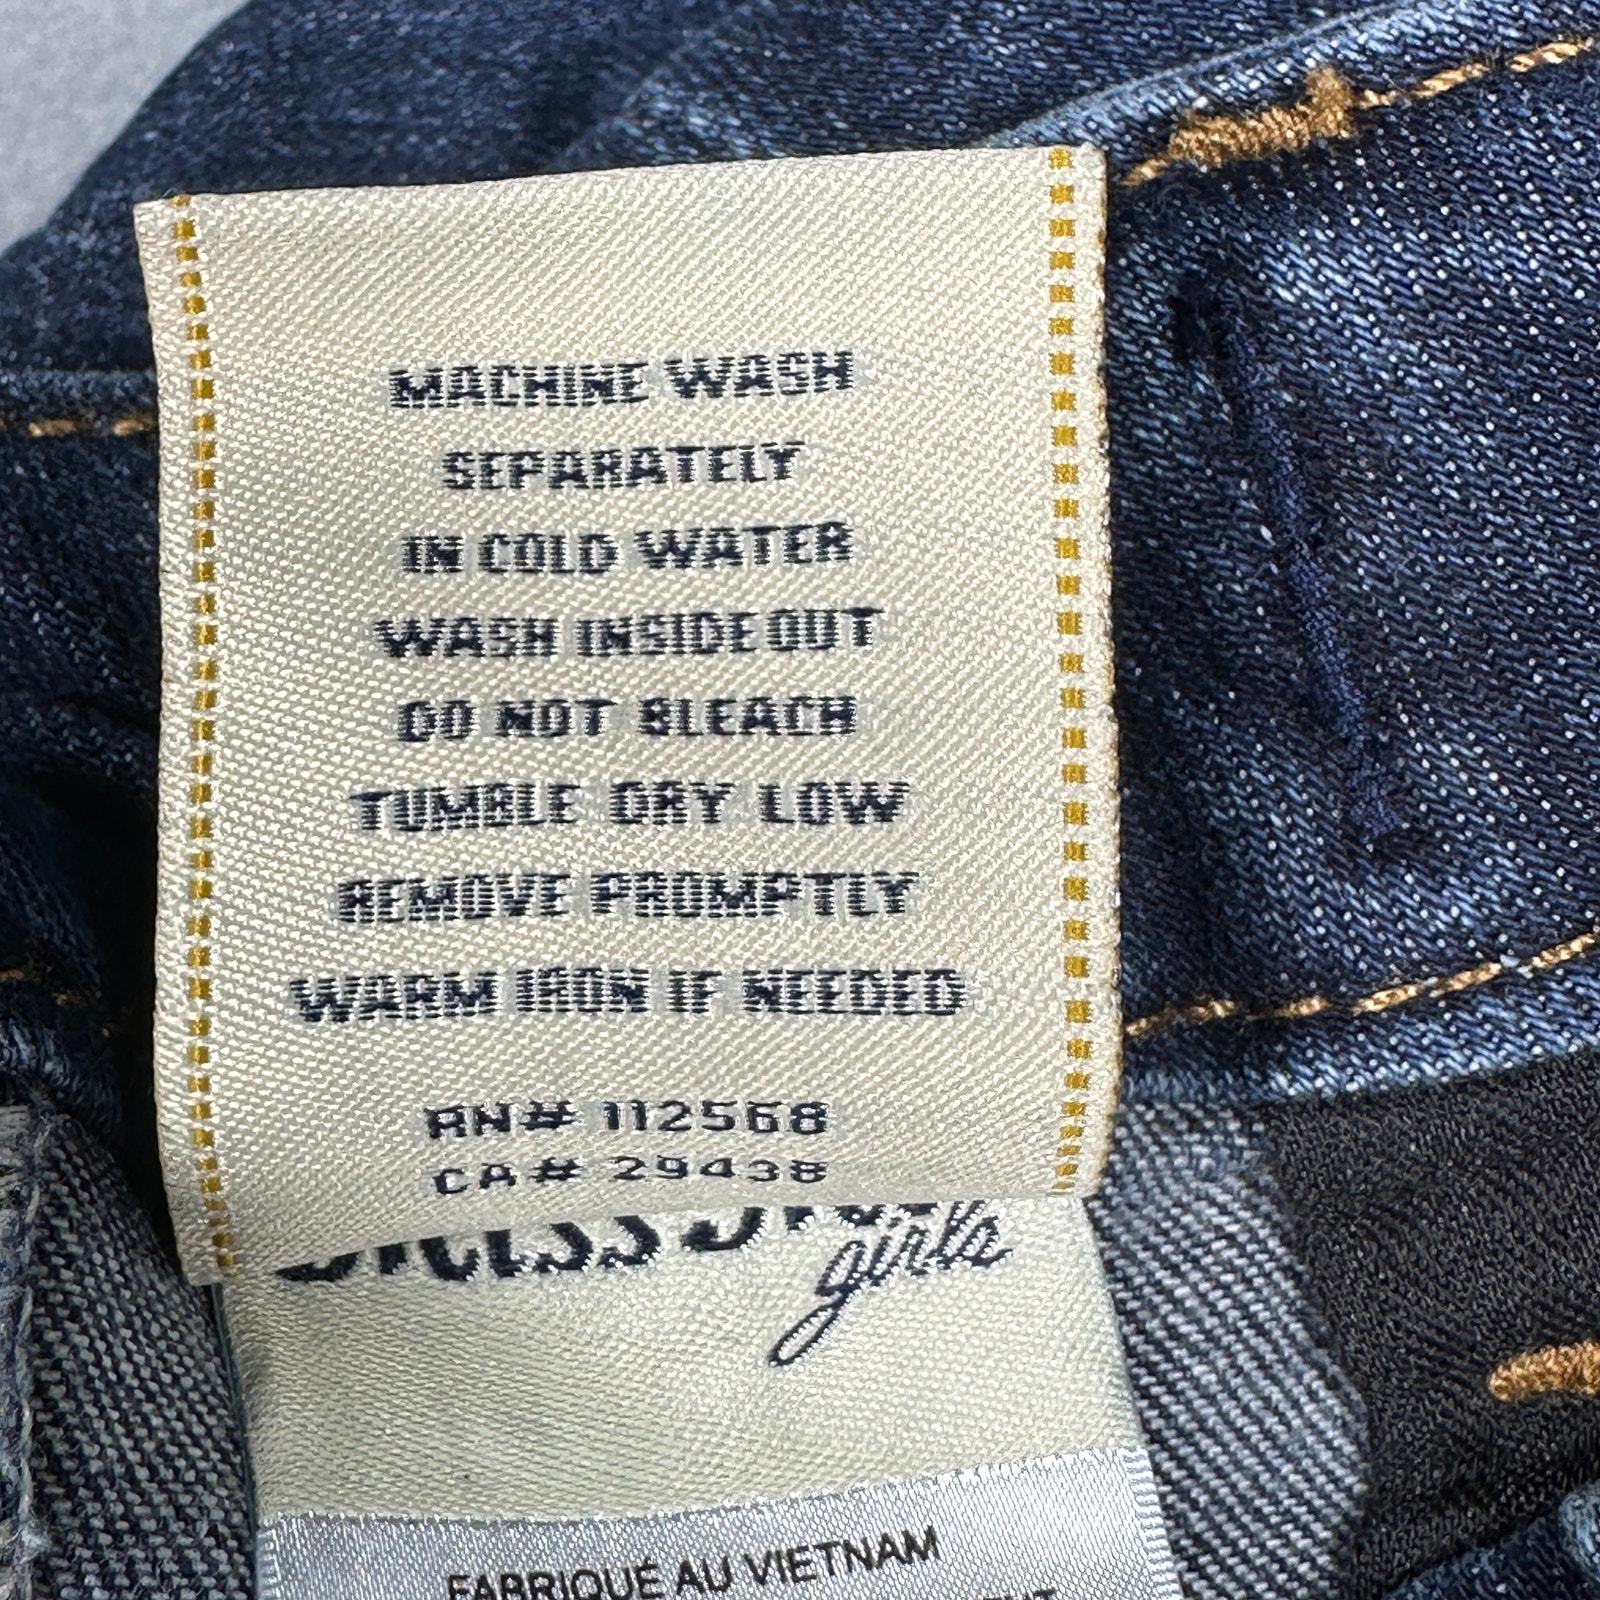 MACHINE WASH
SEPARATELY
IN COLD WATER
WASH INSIDE OUT
DO NOT BLEACH
TUMBLE DRY LOW
REMOVE PROMPTLY
WARM IRON IF NEEDED
RN# 112568
CA# 29438
girls
FABRIQUÉ AU VIETNAM